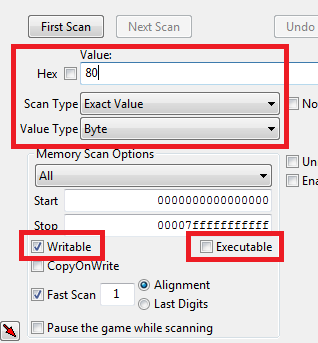 First Scan Next Scan Undo
Value:
Hex 80
Scan Type Exact Value No
Value Type Byte
Memory Scan Options Un
All Ena
Start 0000000000000000
Stop 00007fffffffffff
Writable Executable
CopyOnWrite
Fast Scan 1 Alignment
Last Digits
Pause the game while scanning